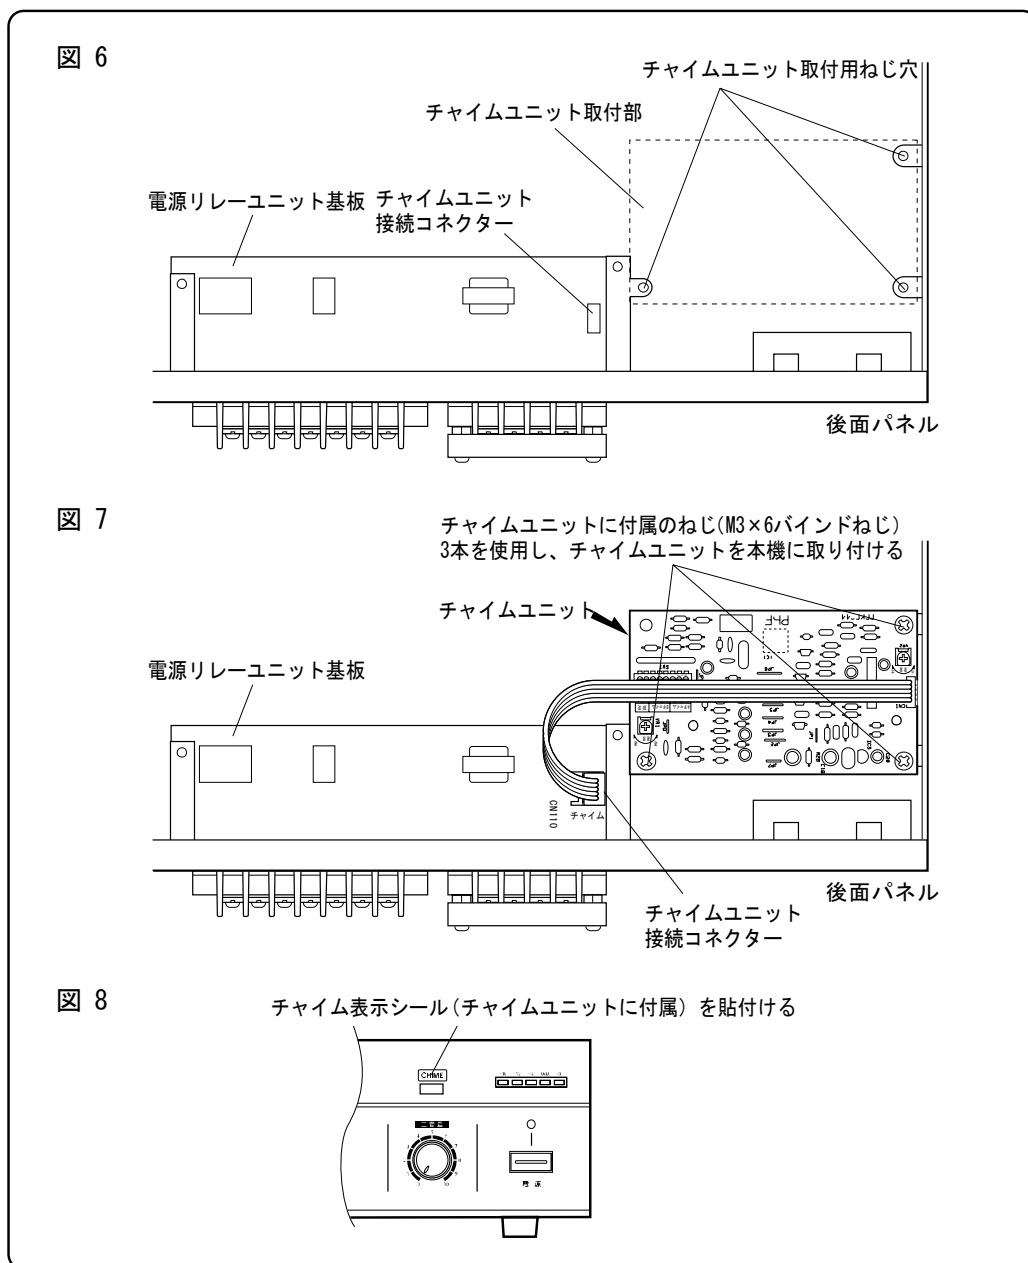 図 6
チャイムユニット取付用ねじ穴
チャイムユニット取付部
電源リレーユニット基板
チャイムユニット
接続コネクター
後面パネル
図 7
チャイムユニットに付属のねじ(M3×6バインドねじ)
3本を使用し、チャイムユニットを本機に取り付ける
チャイムユニット
電源リレーユニット基板
CN110
チャイム
後面パネル
チャイムユニット
接続コネクター
図 8
チャイム表示シール(チャイムユニットに付属) を貼付ける
CHIME
主音量
電 源